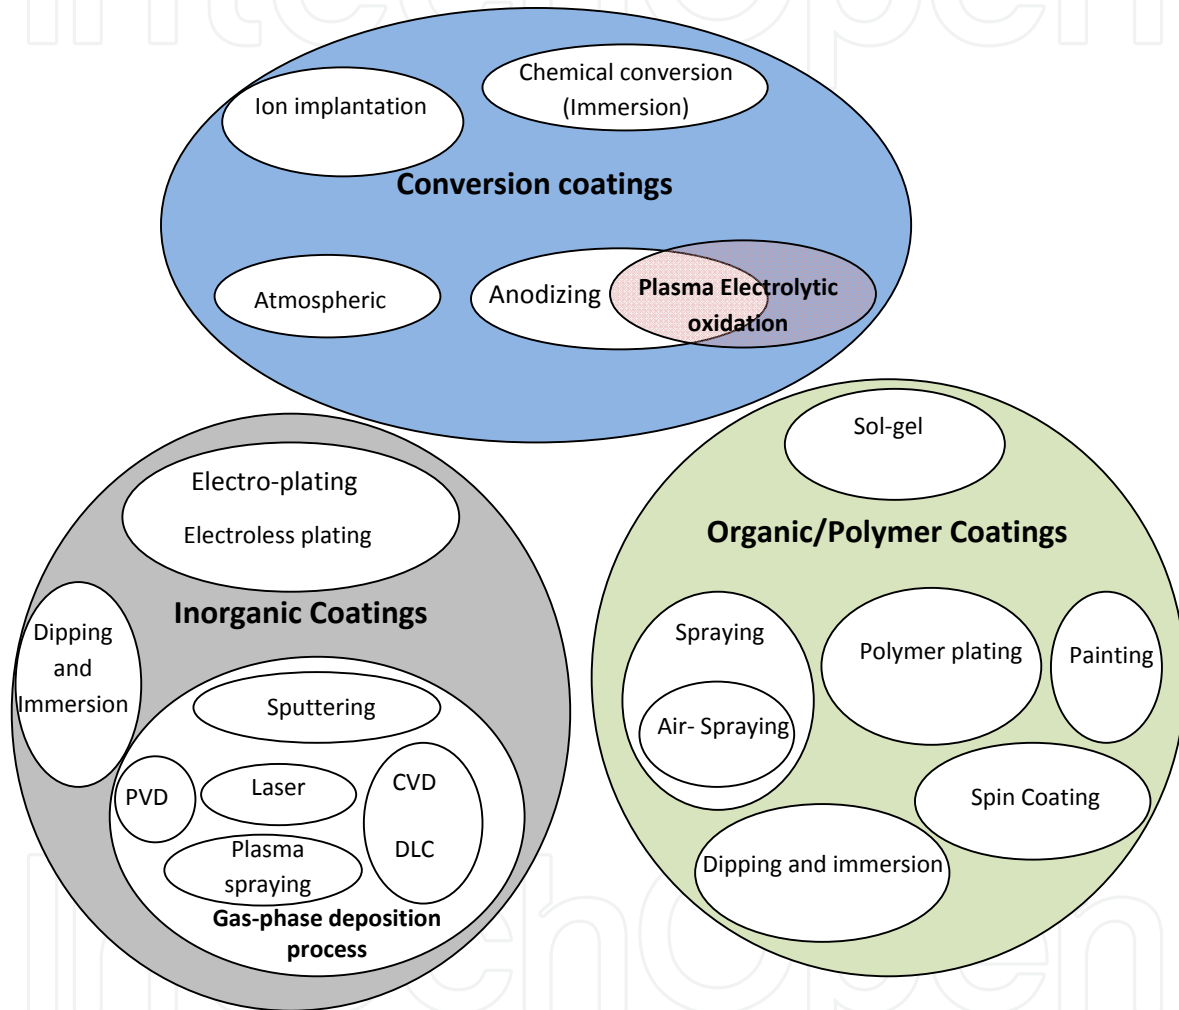 IntechOpen
Ion implantation
Chemical conversion
(Immersion)
Conversion coatings
Atmospheric
Anodizing
Plasma Electrolytic
oxidation
Electro-plating
Electroless plating
Inorganic Coatings
Dipping
and
Immersion
Sputtering
PVD
Laser
CVD
DLC
Plasma
spraying
Gas-phase deposition
process
Sol-gel
Organic/Polymer Coatings
Spraying
Air- Spraying
Polymer plating
Painting
Spin Coating
Dipping and immersion
IntechOpen